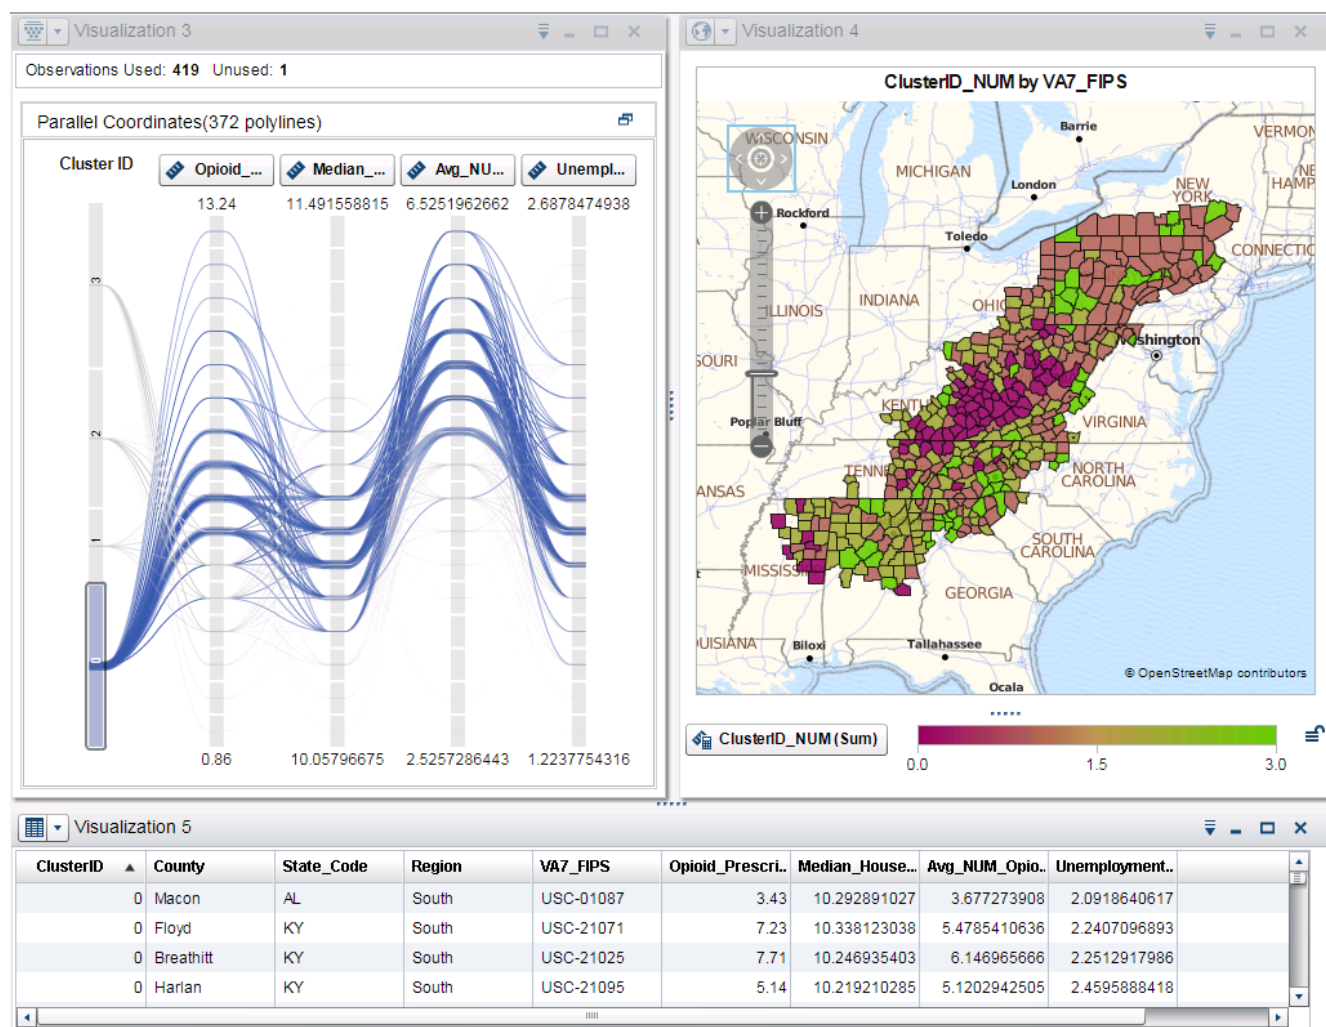 Visualization 3
Observations Used: 419 Unused: 1
Parallel Coordinates(372 polylines)
Cluster ID
Opioid_... Median_... Avg_NU... Unempl...
13.24 11.491558815 6.5251962662 2.6878474938
3
2
1
0
0.86 10.05796675 2.5257286443 1.2237754316
Visualization 4
ClusterID_NUM by VA7_FIPS
WISCONSIN
Barrie
VERMON
MICHIGAN
London
NEW YORK
NE
HAMP
Rockford
Toledo
CONNECTIC
INDIANA
OHIO
ILLINOIS
shington
SOURI
KENTU
Poplar Bluff
VIRGINIA
TENNE
NORTH CAROLINA
ANSAS
SOUTH CAROLINA
MISSISSI
GEORGIA
UISIANA
Biloxi
Tallahassee
© OpenStreetMap contributors
Ocala
ClusterID_NUM (Sum)
0.0 1.5 3.0
Visualization 5
ClusterID County State_Code Region VA7_FIPS Opioid_Prescri.. Median_House... Avg_NUM_Opio.. Unemployment..
0 Macon AL South USC-01087 3.43 10.292891027 3.677273908 2.0918640617
0 Floyd KY South USC-21071 7.23 10.338123038 5.4785410636 2.2407096893
0 Breathitt KY South USC-21025 7.71 10.246935403 6.146965666 2.2512917986
0 Harlan KY South USC-21095 5.14 10.219210285 5.1202942505 2.4595888418